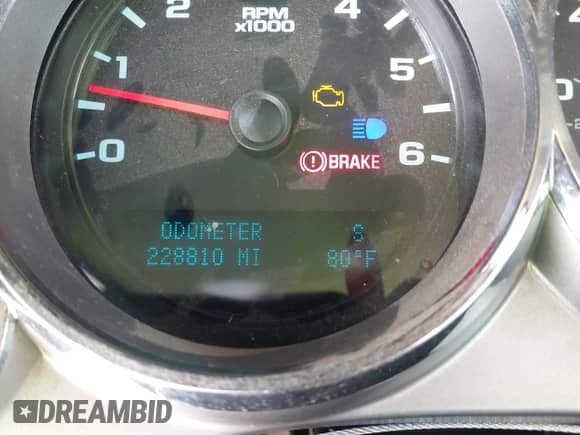 2
RPM
x1000
4
1
5
0
6
BRAKE
ODOMETER S
228810 MI 80°F
DREAMBID